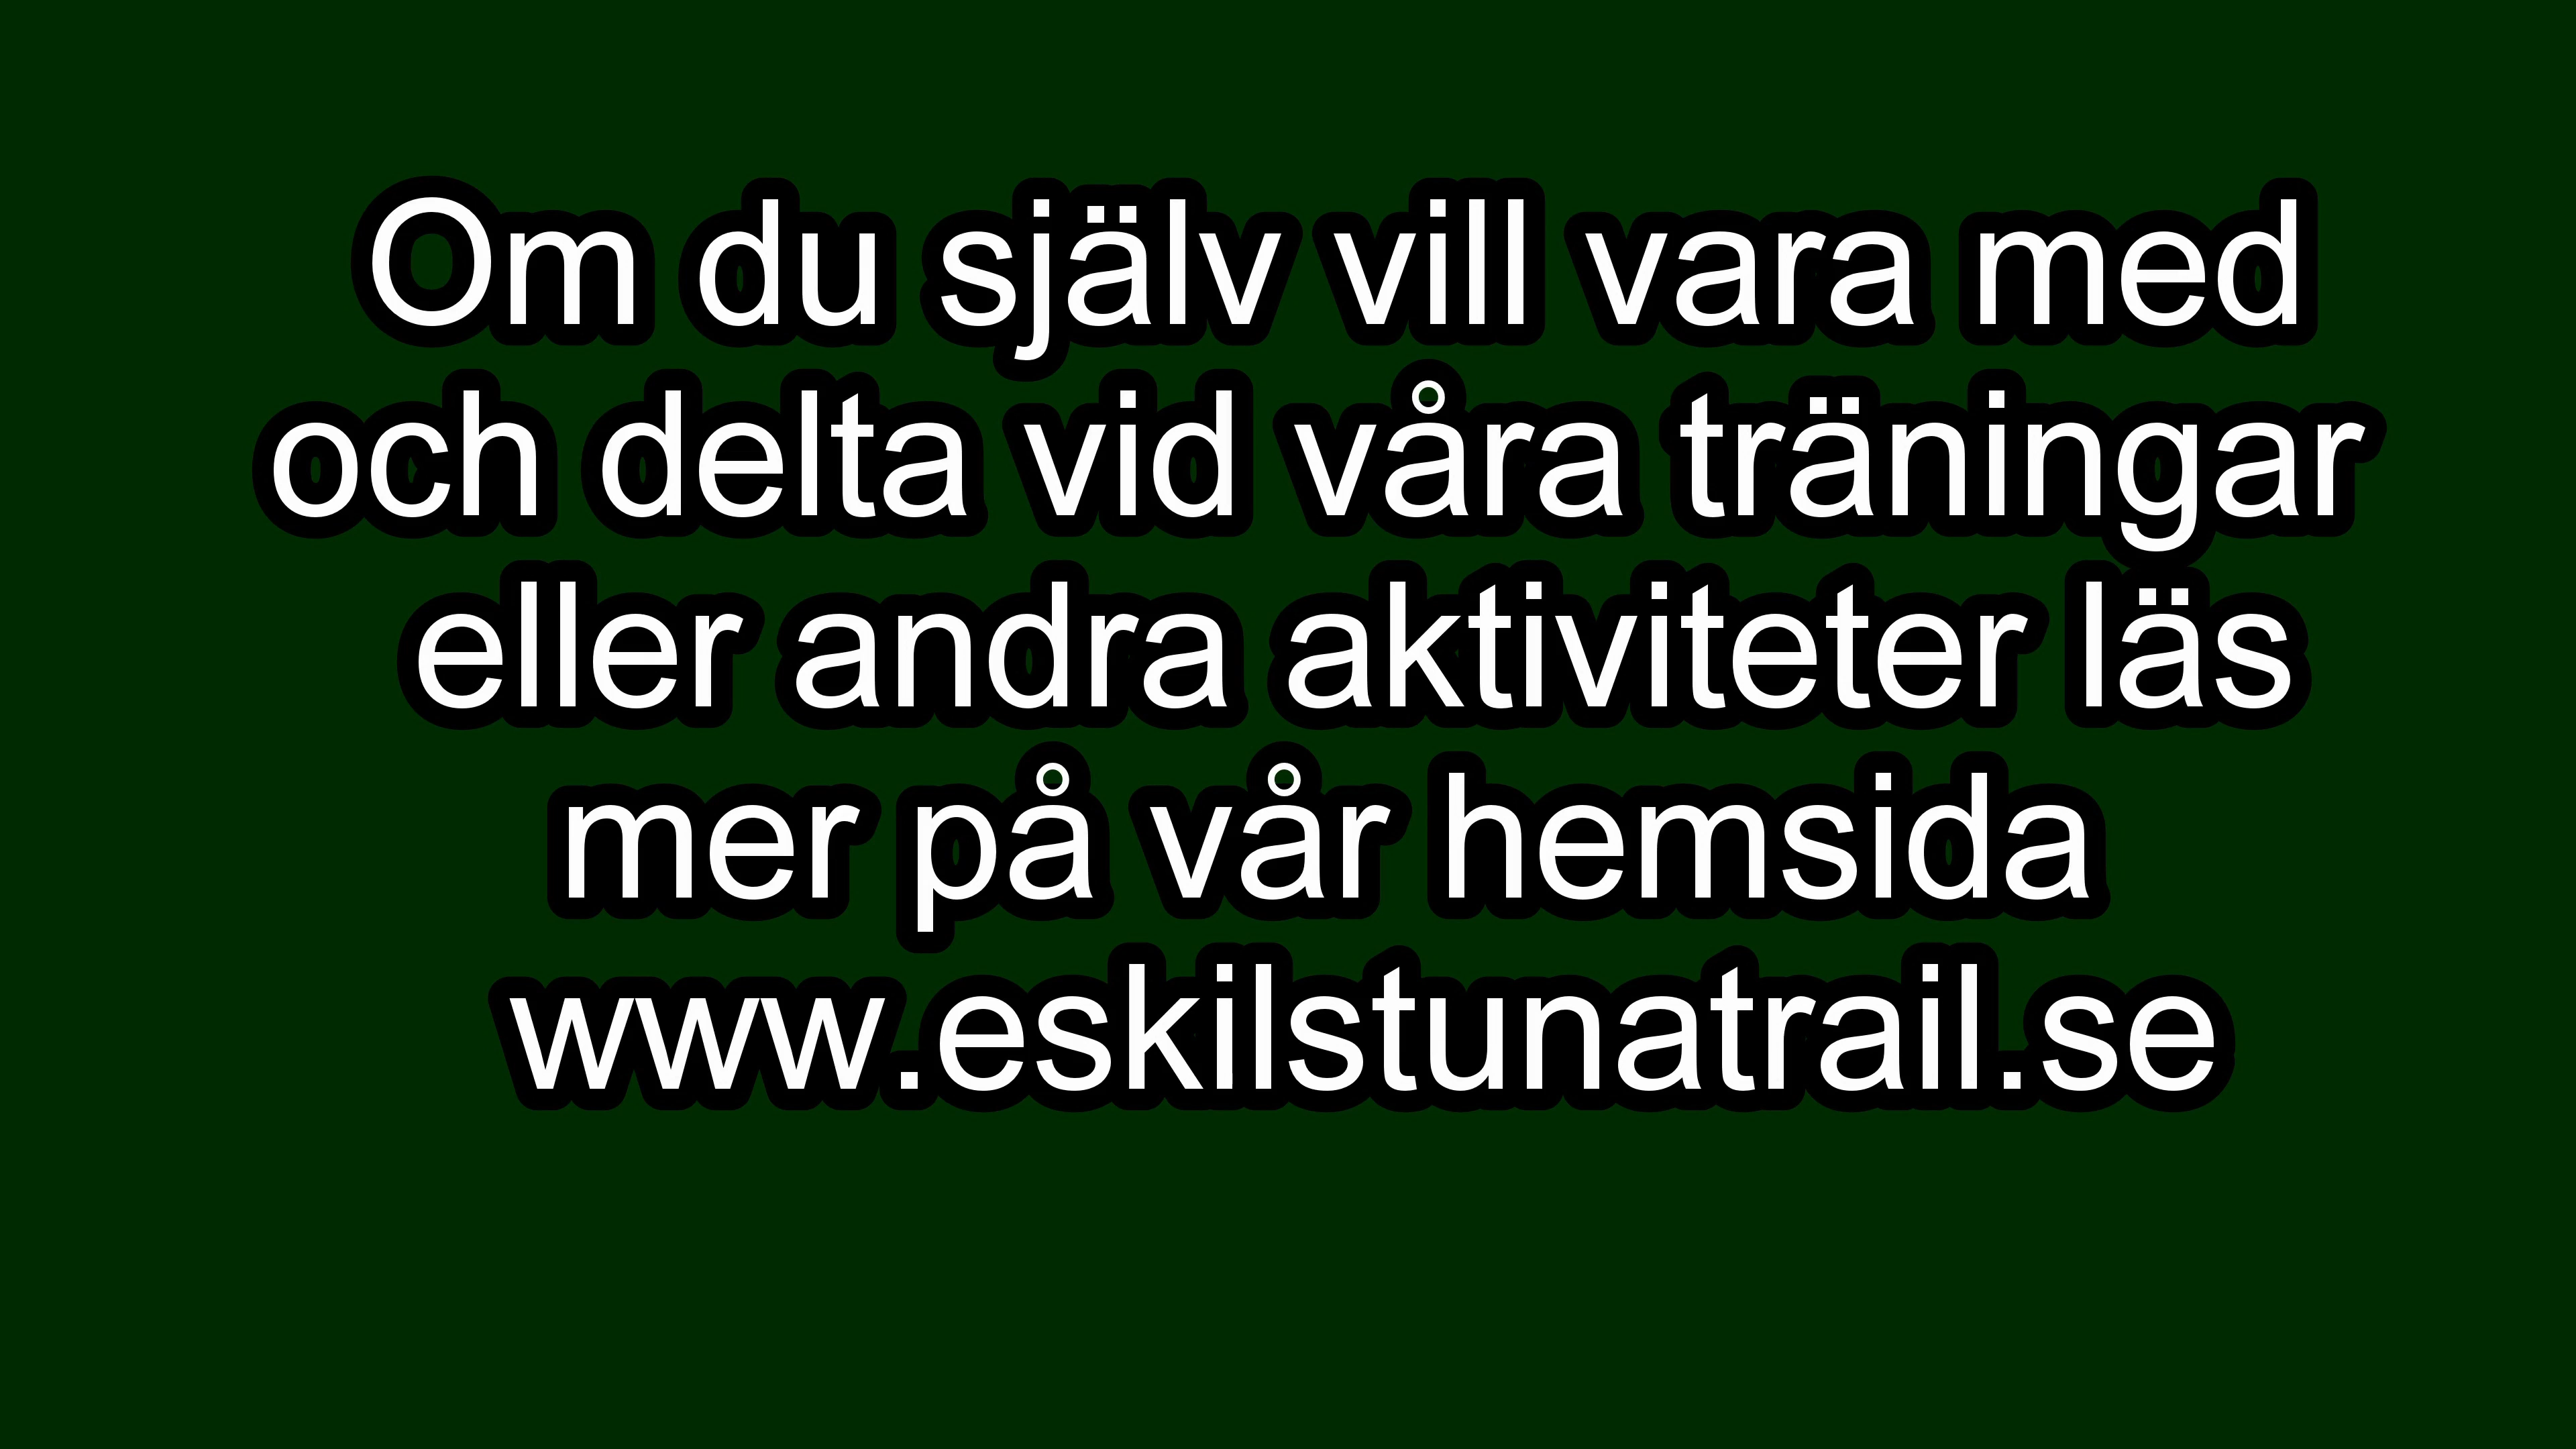 Om du själv vill vara med
och delta vid våra träningar
eller andra aktiviteter läs
mer på vår hemsida
www.eskilstunatrail.se